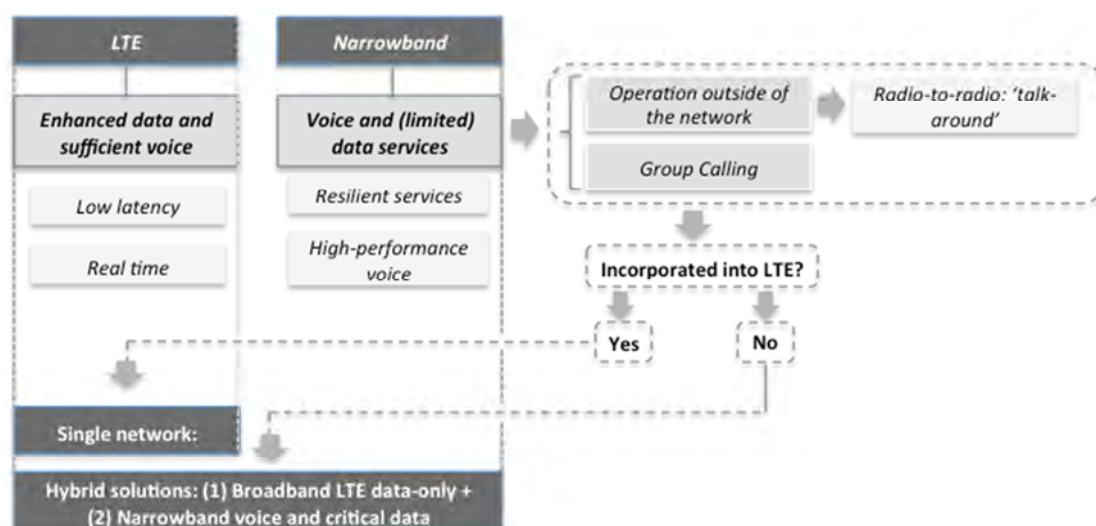 LTE
Narrowband
Enhanced data and
sufficient voice
Low latency
Real time
Voice and (limited)
data services
Resilient services
High-performance
voice
Operation outside of
the network
Radio-to-radio: ‘talk-
around’
Group Calling
Incorporated into LTE?
Yes
No
Single network:
Hybrid solutions: (1) Broadband LTE data-only +
(2) Narrowband voice and critical data